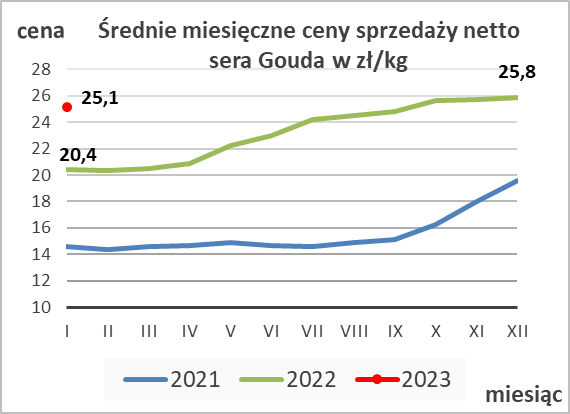 cena
Średnie miesięczne ceny sprzedaży netto
sera Gouda w zł/kg
28
26
24
22
20
18
16
14
12
10
25,1
20,4
25,8
I II III IV V VI VII VIII IX X XI XII
2021 2022 2023
miesiąc